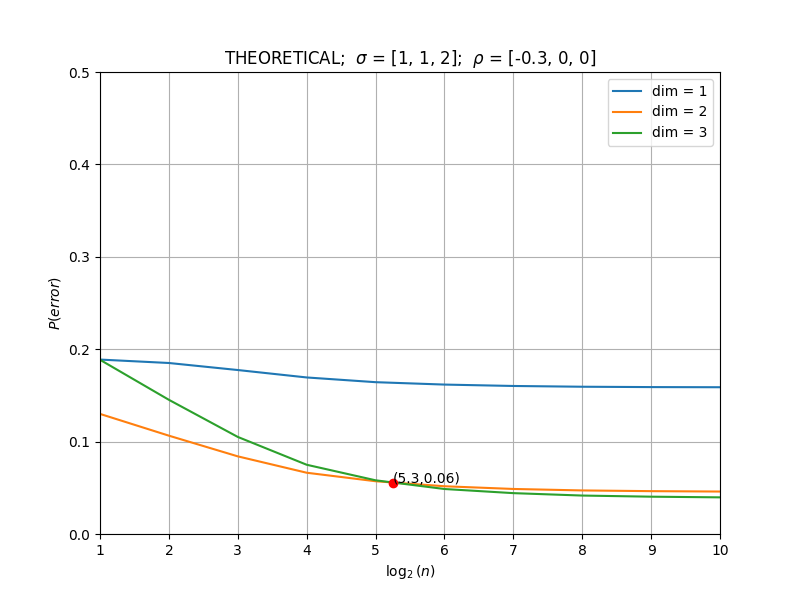 THEORETICAL; σ = [1, 1, 2]; ρ = [-0.3, 0, 0]
dim = 1
dim = 2
dim = 3
P(error)
0.5
0.4
0.3
0.2
0.1
0.0
(5.3,0.06)
1 2 3 4 5 6 7 8 9 10
log₂(n)